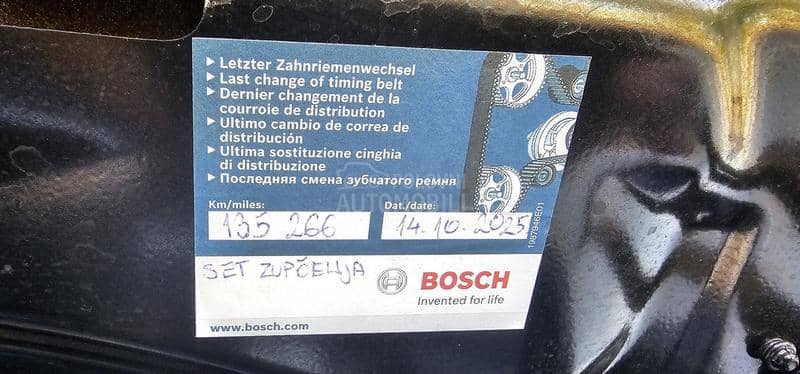 ▸ Letzter Zahnriemenwechsel
▸ Last change of timing belt
▸ Dernier changement de la
courroie de distribution
▸ Ultimo cambio de correa de
distribución
▸ Ultima sostituzione cinghia
di distribuzione
▸ Последняя смена зубчатого ремня
Km/miles: Dat./date:
135 266 14.10.2025
1987946E01
SET ZUPČENJA
BOSCH
Invented for life
www.bosch.com